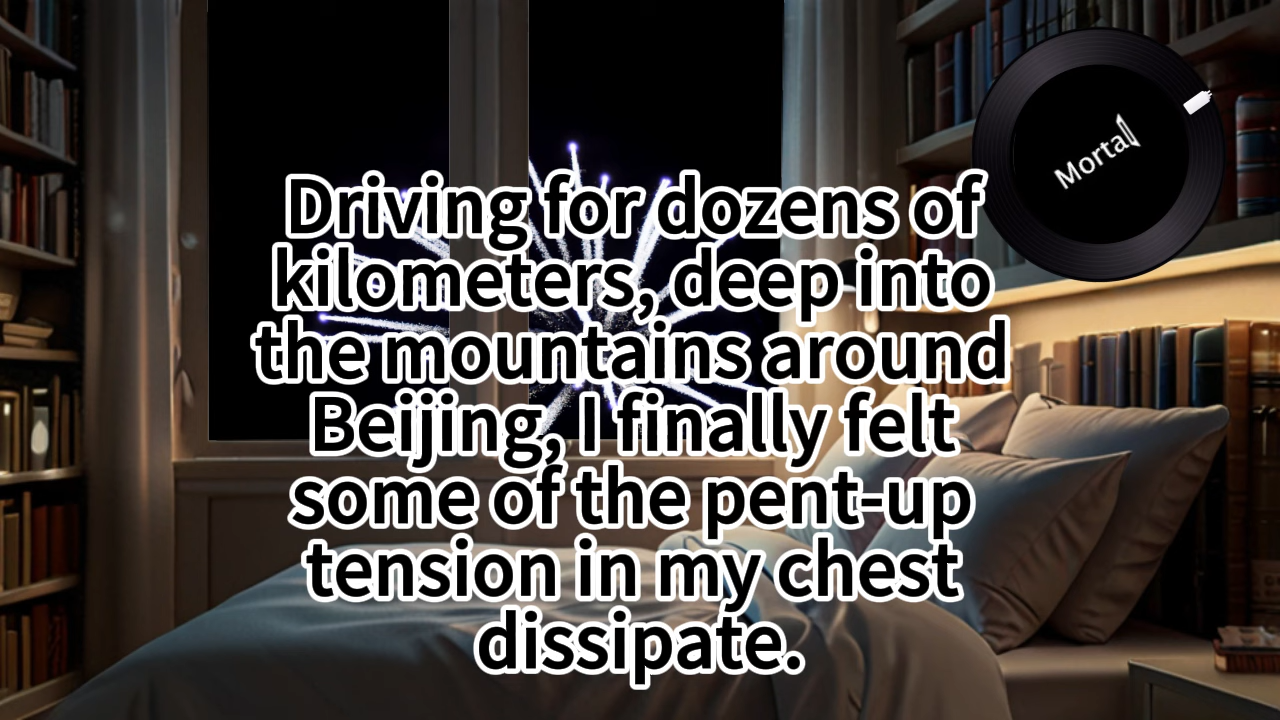 Mortal
Driving for dozens of
kilometers, deep into
the mountains around
Beijing, I finally felt
some of the pent-up
tension in my chest
dissipate.